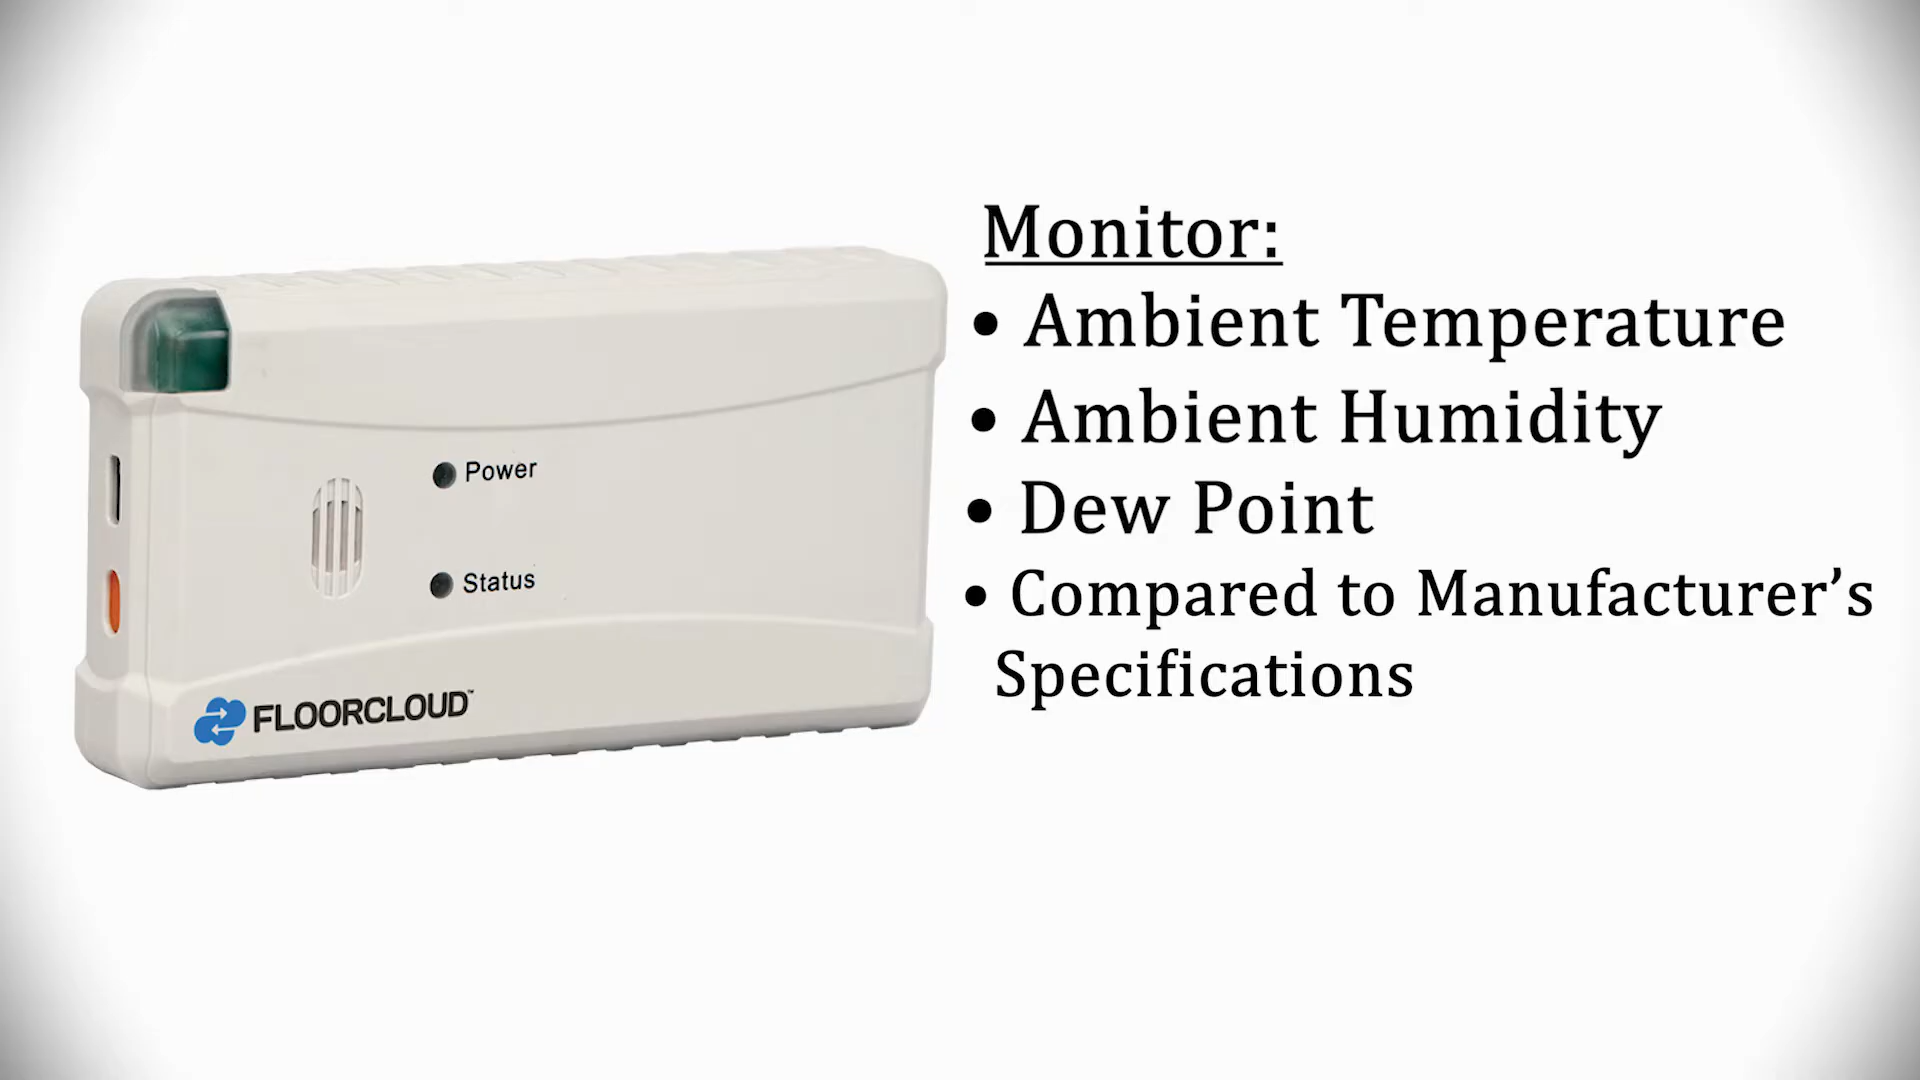 Monitor:
• Ambient Temperature
• Ambient Humidity
• Dew Point
• Compared to Manufacturer’s
Specifications
Power
Status
FLOORCLOUD™